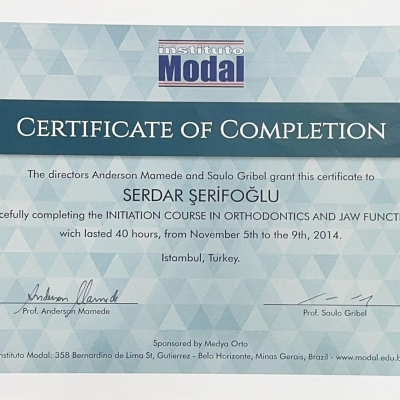 instituto
Modal
CERTIFICATE OF COMPLETION
The directors Anderson Mamede and Saulo Gribel grant this certificate to
SERDAR ŞERİFOĞLU
cefully completing the INITIATION COURSE IN ORTHODONTICS AND JAW FUNCTI
wich lasted 40 hours, from November 5th to the 9th, 2014.
Istambul, Turkey.
Anderson Mamede
Prof. Anderson Mamede
Prof. Saulo Gribel
Sponsored by Medya Orto
nstituto Modal: 358 Bernardino de Lima St, Gutierrez - Belo Horizonte, Minas Gerais, Brazil - www.modal.edu.b